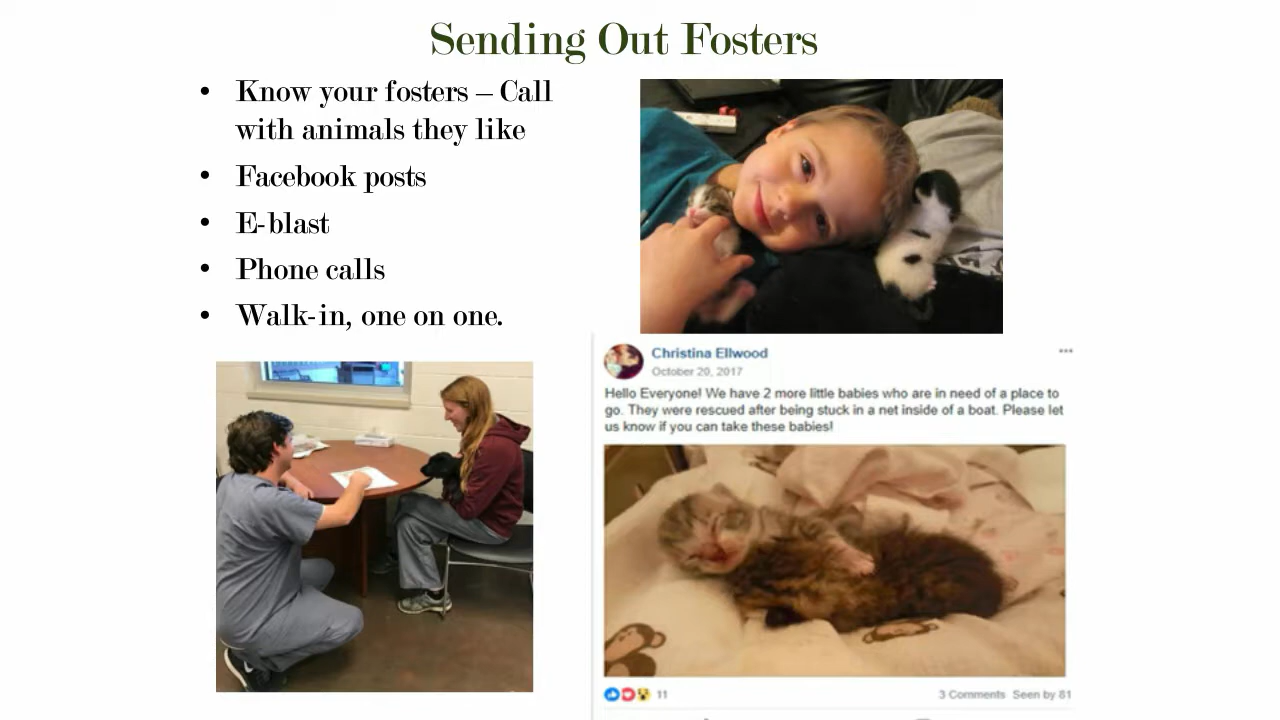 Sending Out Fosters
• Know your fosters – Call
with animals they like
• Facebook posts
• E-blast
• Phone calls
• Walk-in, one on one.
Christina Ellwood
October 20, 2017
Hello Everyone! We have 2 more little babies who are in need of a place to
go. They were rescued after being stuck in a net inside of a boat. Please let
us know if you can take these babies!
11
3 Comments Seen by 81